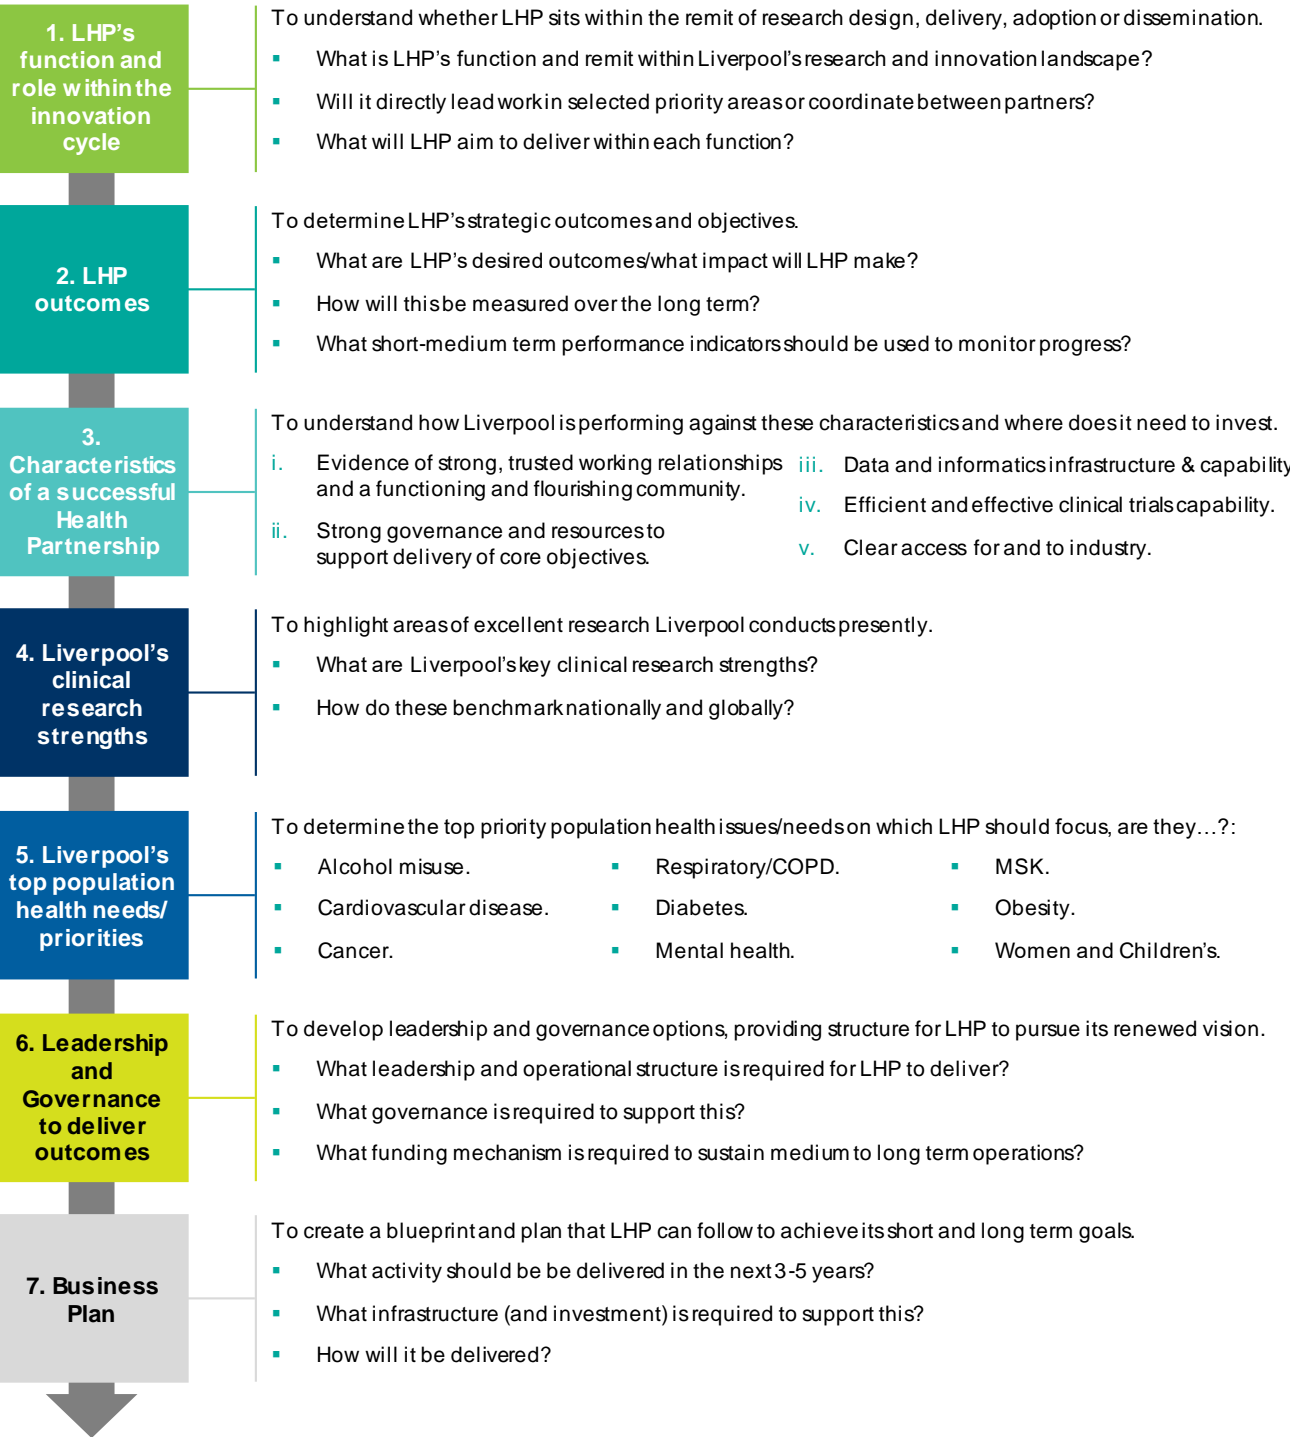 1. LHP's
function and
role within the
innovation
cycle
To understand whether LHP sits within the remit of research design, delivery, adoption or dissemination.
▪ What is LHP's function and remit within Liverpool's research and innovation landscape?
▪ Will it directly lead work in selected priority areas or coordinate between partners?
▪ What will LHP aim to deliver within each function?
2. LHP
outcomes
To determine LHP's strategic outcomes and objectives.
▪ What are LHP's desired outcomes/what impact will LHP make?
▪ How will this be measured over the long term?
▪ What short-medium term performance indicators should be used to monitor progress?
3.
Characteristics
of a successful
Health
Partnership
To understand how Liverpool is performing against these characteristics and where does it need to invest.
i. Evidence of strong, trusted working relationships
and a functioning and flourishing community.
ii. Strong governance and resources to
support delivery of core objectives.
iii. Data and informatics infrastructure & capability
iv. Efficient and effective clinical trials capability.
v. Clear access for and to industry.
4. Liverpool's
clinical
research
strengths
To highlight areas of excellent research Liverpool conducts presently.
▪ What are Liverpool's key clinical research strengths?
▪ How do these benchmark nationally and globally?
5. Liverpool's
top population
health needs/
priorities
To determine the top priority population health issues/needs on which LHP should focus, are they…?:
▪ Alcohol misuse.
▪ Cardiovascular disease.
▪ Cancer.
▪ Respiratory/COPD.
▪ Diabetes.
▪ Mental health.
▪ MSK.
▪ Obesity.
▪ Women and Children's.
6. Leadership
and
Governance
to deliver
outcomes
To develop leadership and governance options, providing structure for LHP to pursue its renewed vision.
▪ What leadership and operational structure is required for LHP to deliver?
▪ What governance is required to support this?
▪ What funding mechanism is required to sustain medium to long term operations?
7. Business
Plan
To create a blueprint and plan that LHP can follow to achieve its short and long term goals.
▪ What activity should be be delivered in the next 3-5 years?
▪ What infrastructure (and investment) is required to support this?
▪ How will it be delivered?